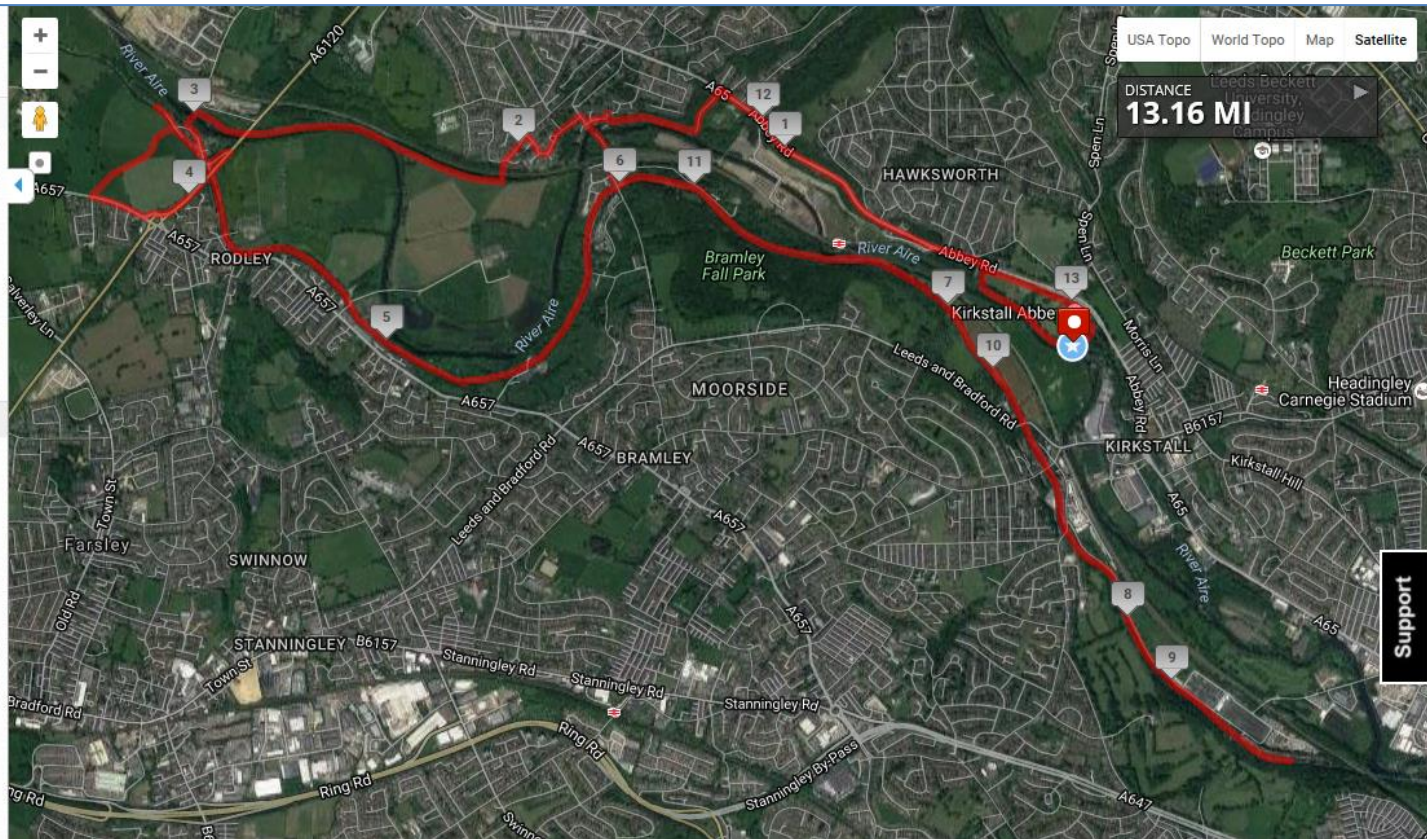 +
−
USA Topo
World Topo
Map
Satellite
DISTANCE
13.16 MI
Leeds Beckett
University,
Campus
River Aire
A6120
3
A65
12
Abbey Rd
1
2
Spen Ln
Spen Ln
4
A657
6
11
HAWKSWORTH
A657
RODLEY
A657
Bramley
Fall Park
River Aire
Abbey Rd
Beckett Park
7
13
Kirkstall Abbe
5
River Aire
10
Morris Ln
Leeds and Bradford Rd
Abbey Rd
MOORSIDE
Headingley
Carnegie Stadium
A657
B6157
KIRKSTALL
A657
BRAMLEY
Kirkstall Hill
Leeds and Bradford Rd
Town St
A657
A65
Farsley
SWINNOW
River Aire
8
Old Rd
A657
A65
Support
STANNINGLEY
B6157
Stanningley Rd
9
Town St
Stanningley Rd
Stanningley Rd
Bradford Rd
Ring Rd
Stanningley By-Pass
Ring Rd
A647